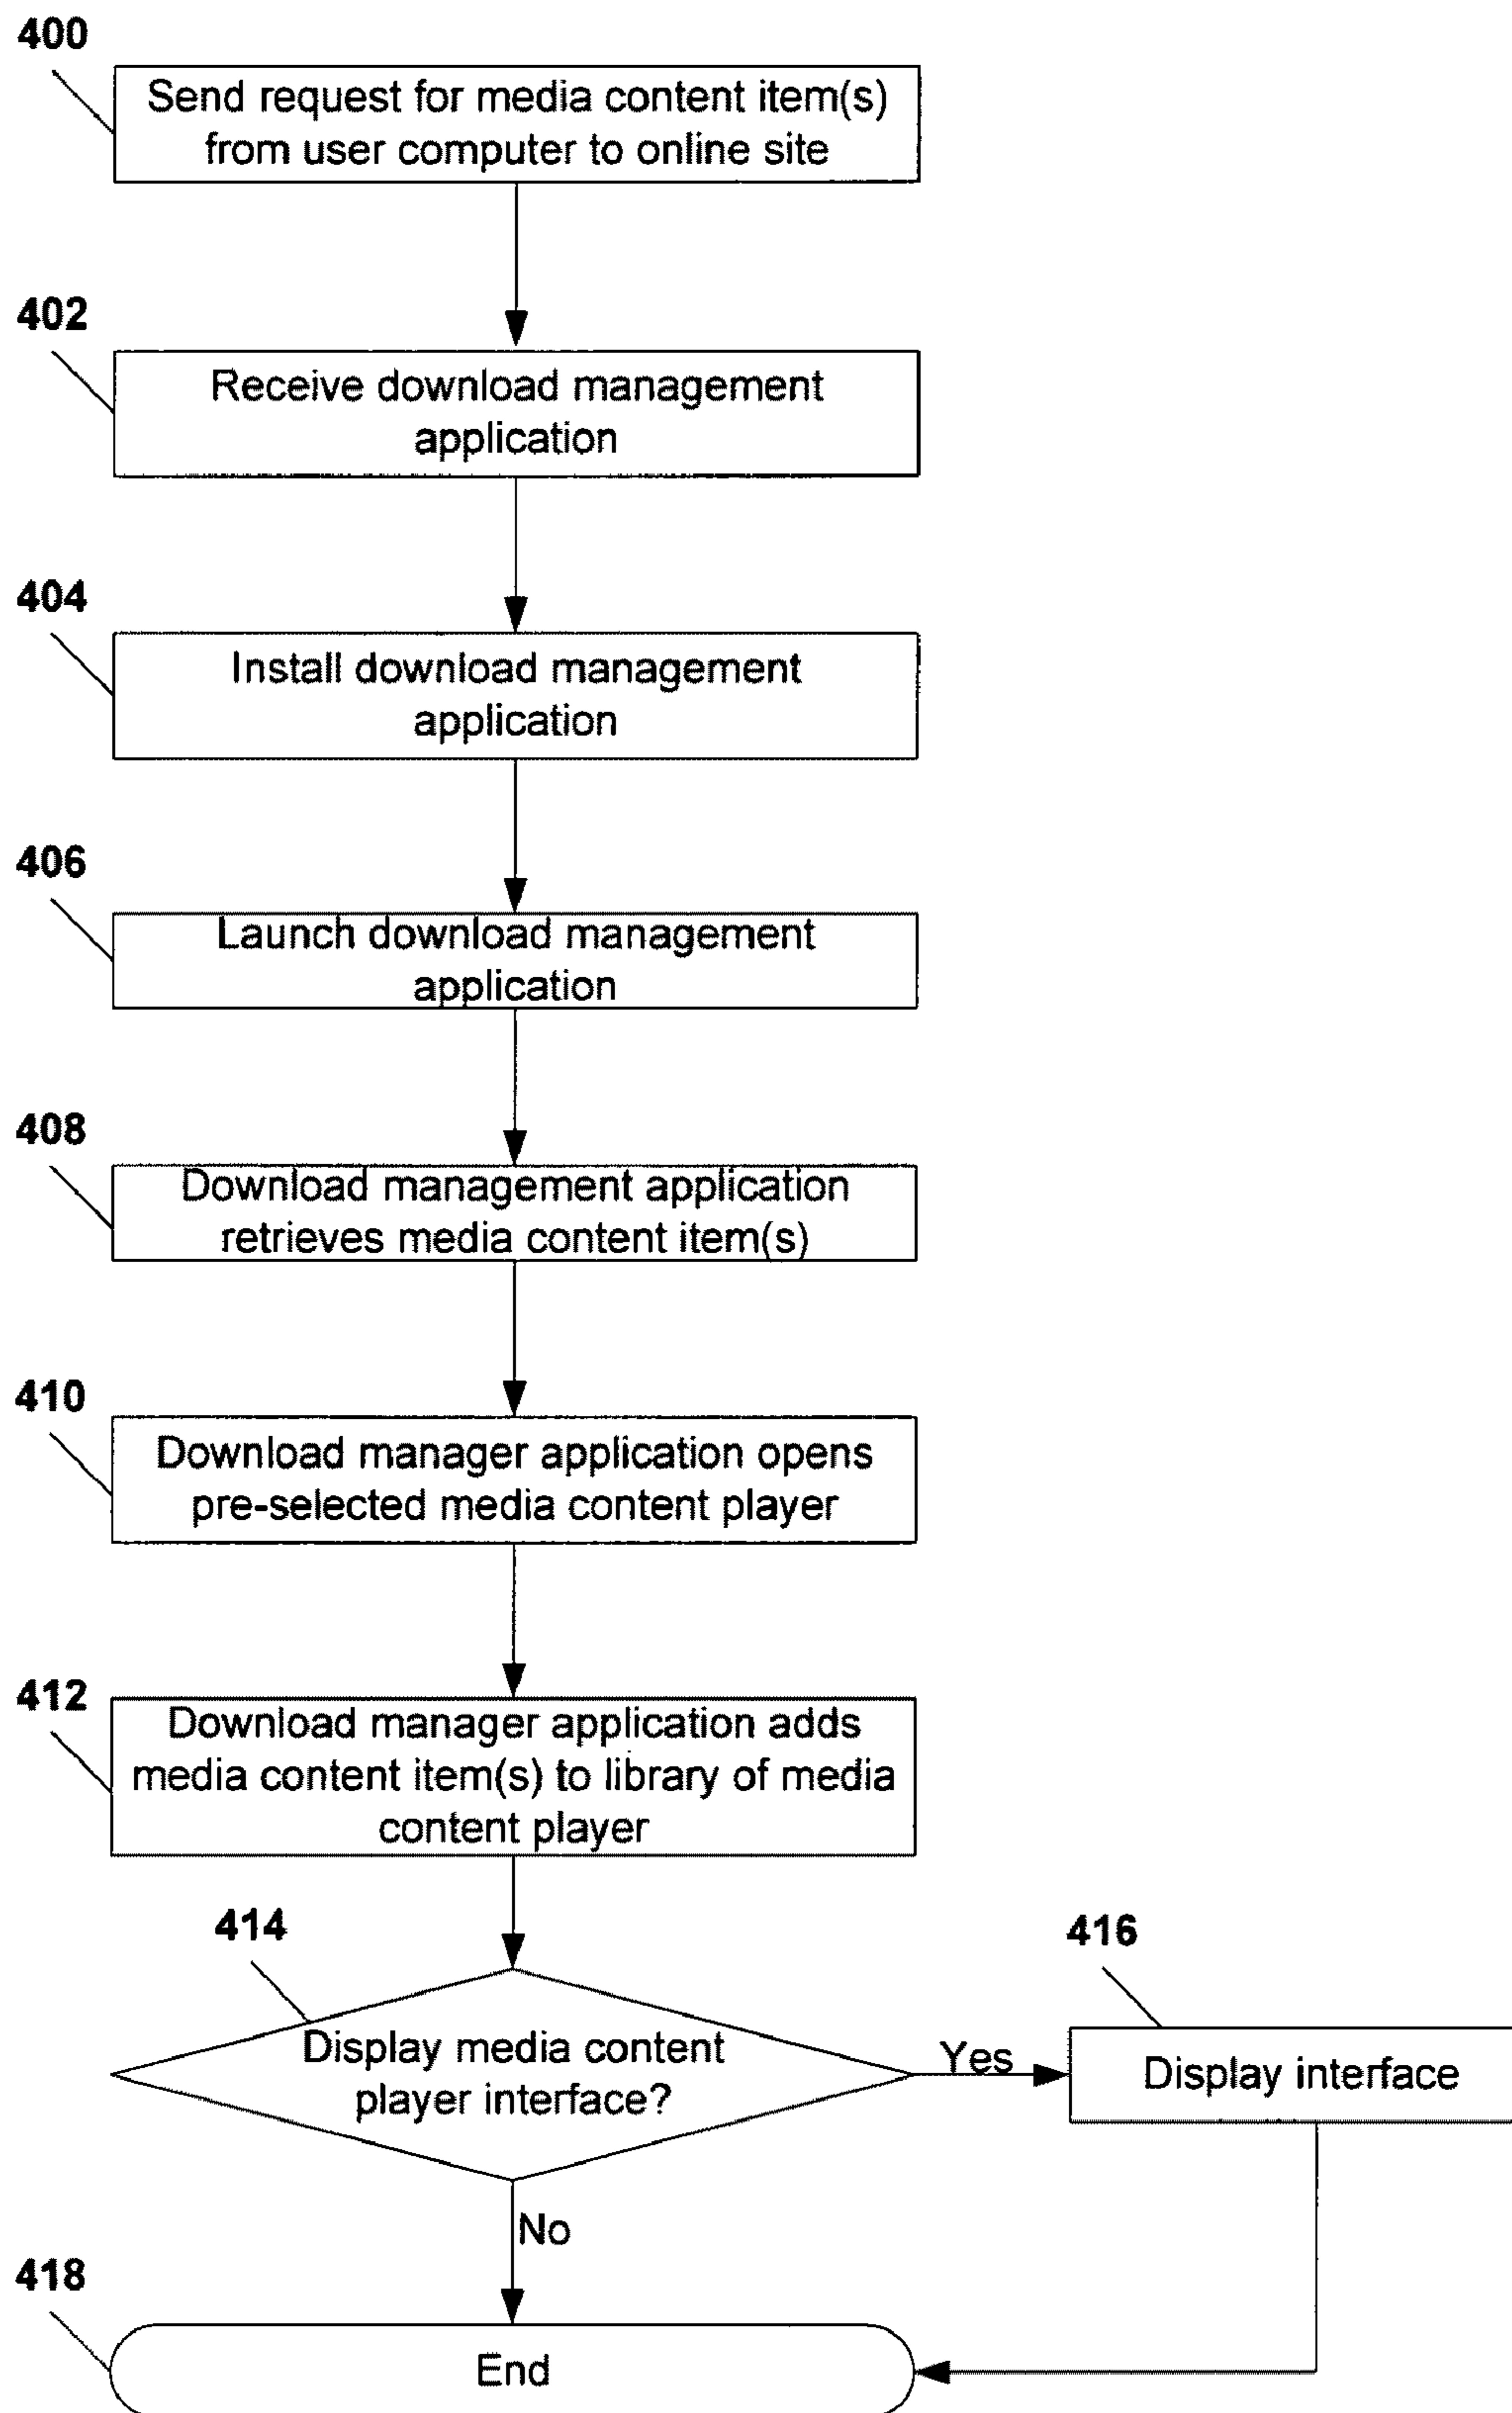 400
Send request for media content item(s)
from user computer to online site
402
Receive download management
application
404
Install download management
application
406
Launch download management
application
408
Download management application
retrieves media content item(s)
410
Download manager application opens
pre-selected media content player
412
Download manager application adds
media content item(s) to library of media
content player
414
Display media content
player interface?
Yes
416
Display interface
No
418
End